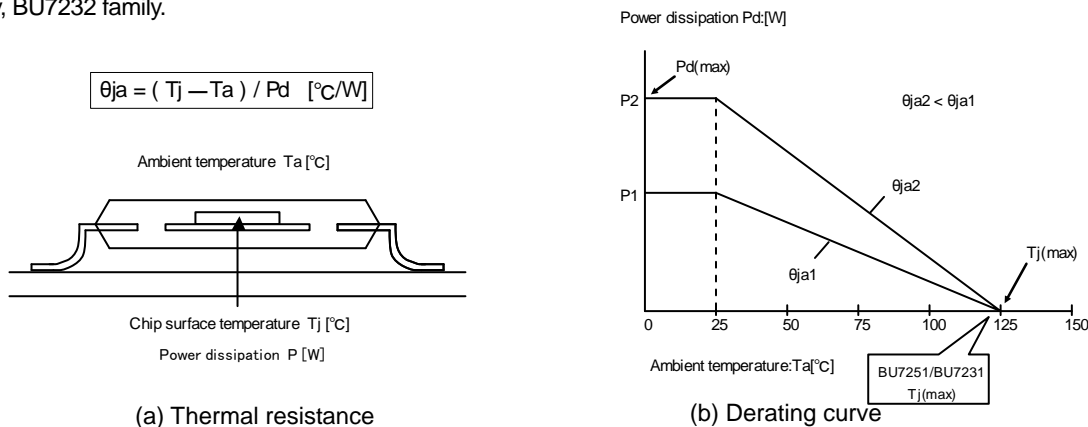 , BU7232 family.
θja = ( Tj ― Ta ) / Pd [℃/W]
Ambient temperature Ta [℃]
Chip surface temperature Tj [℃]
Power dissipation P [W]
(a) Thermal resistance
Power dissipation Pd:[W]
Pd(max)
P2
θja2 < θja1
P1
θja2
θja1
Tj(max)
0 25 50 75 100 125 150
Ambient temperature:Ta[℃]
BU7251/BU7231
Tj(max)
(b) Derating curve